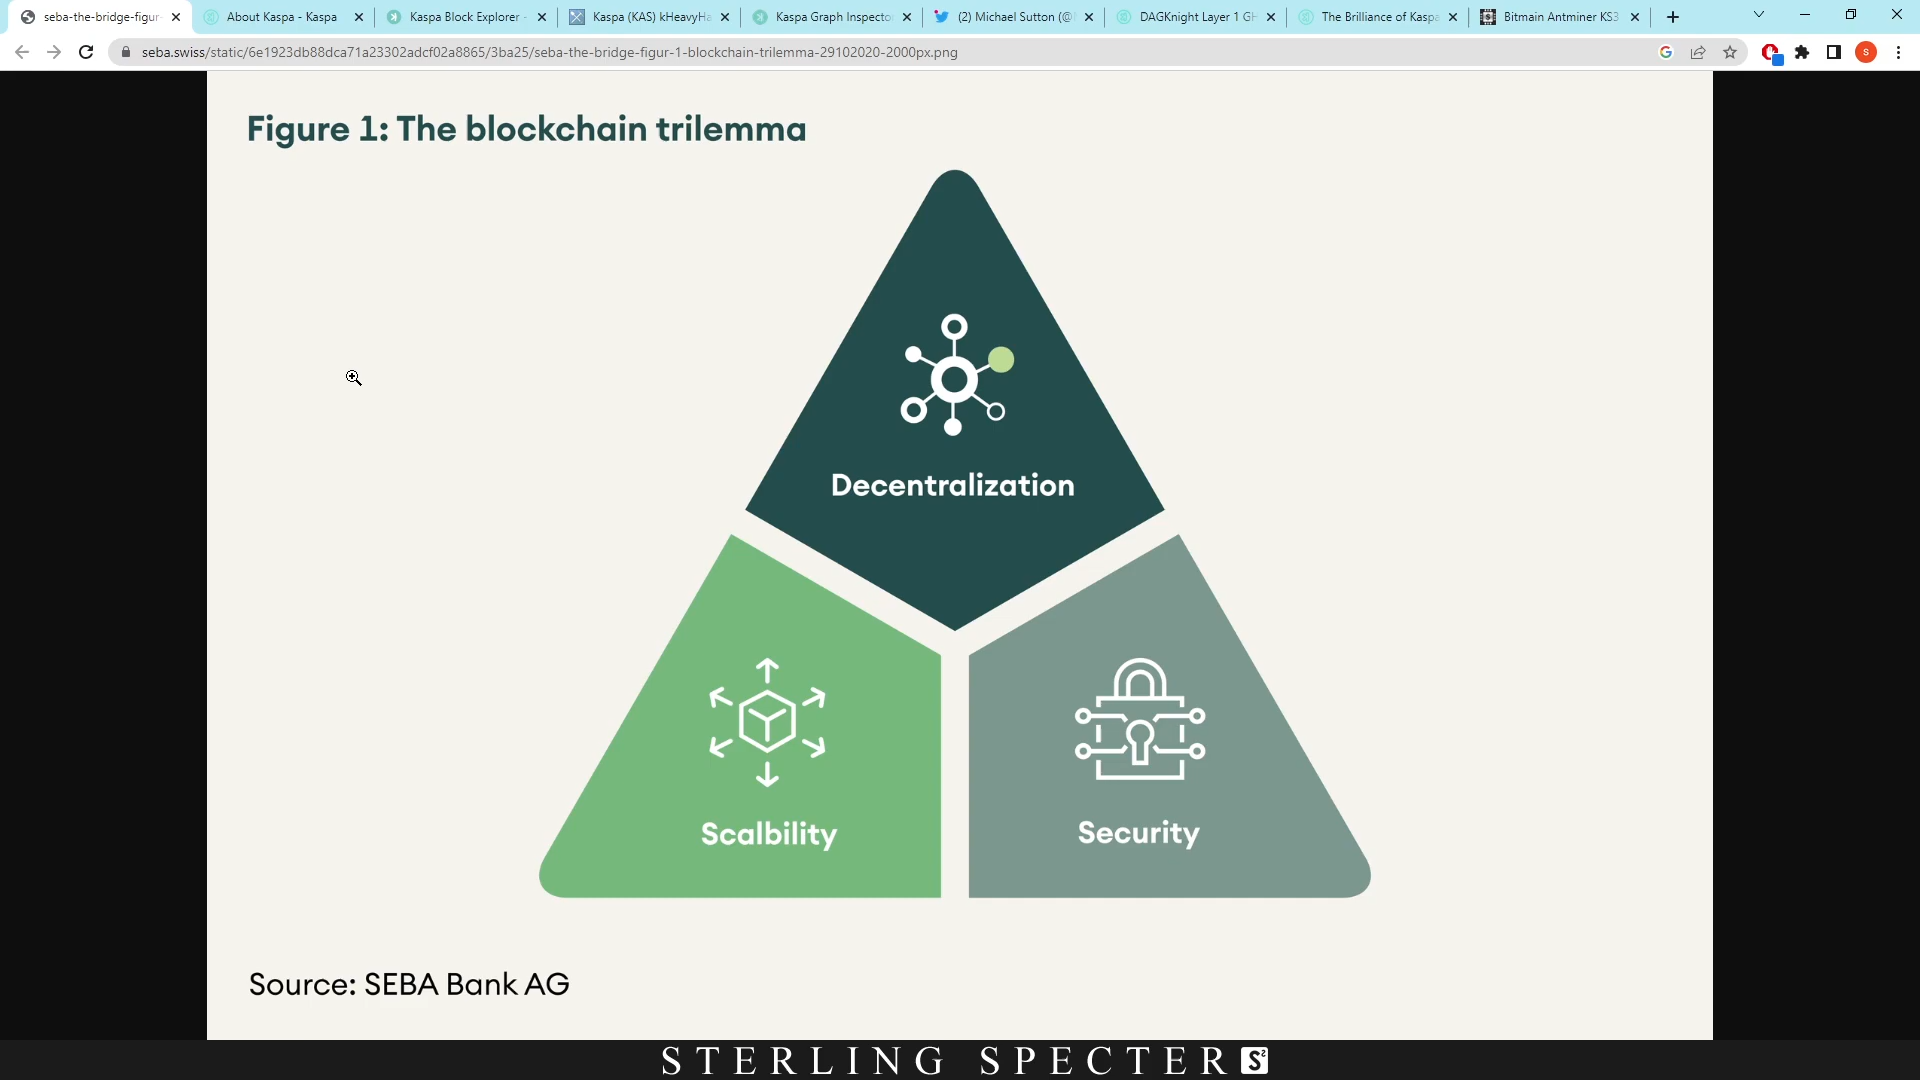 seba-the-bridge-figur-
About Kaspa - Kaspa
Kaspa Block Explorer -
Kaspa (KAS) kHeavyHa
Kaspa Graph Inspecto
(2) Michael Sutton (@
DAGKnight Layer 1 GH
The Brilliance of Kaspa
Bitmain Antminer KS3
seba.swiss/static/6e1923db88dca71a23302adcf02a8865/3ba25/seba-the-bridge-figur-1-blockchain-trilemma-29102020-2000px.png
S
Figure 1: The blockchain trilemma
Decentralization
Scalbility
Security
Source: SEBA Bank AG
STERLING SPECTER S²